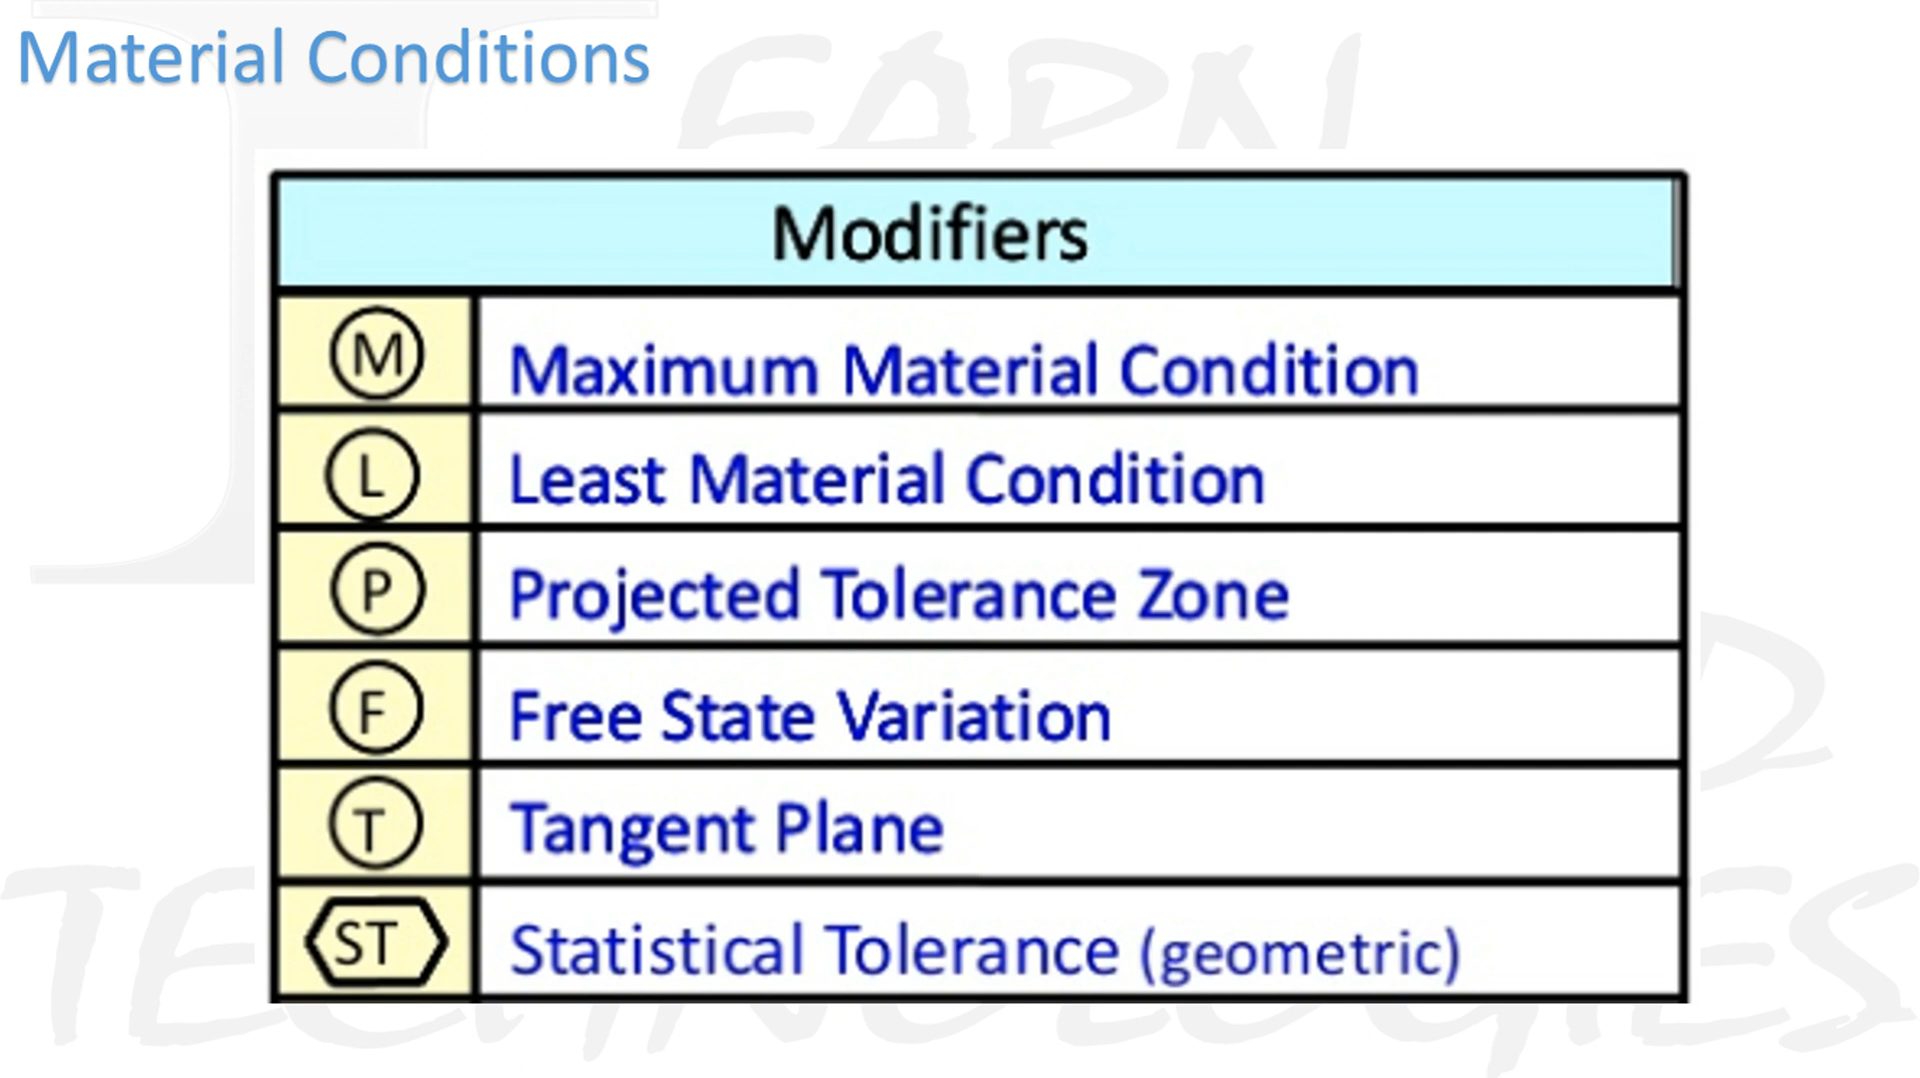 Material Conditions
Modifiers
M Maximum Material Condition
L Least Material Condition
P Projected Tolerance Zone
F Free State Variation
T Tangent Plane
ST Statistical Tolerance (geometric)